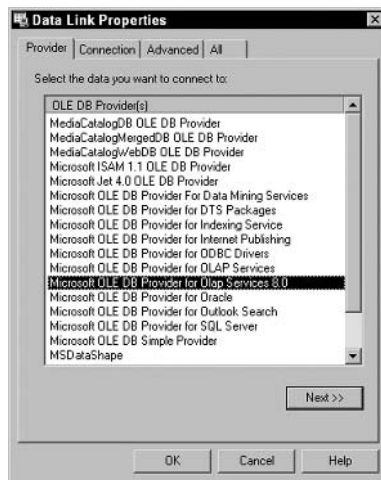 Data Link Properties
Provider Connection Advanced All
Select the data you want to connect to:
OLE DB Provider(s)
MediaCatalogDB OLE DB Provider
MediaCatalogMergedDB OLE DB Provider
MediaCatalogWebDB OLE DB Provider
Microsoft ISAM 1.1 OLE DB Provider
Microsoft Jet 4.0 OLE DB Provider
Microsoft OLE DB Provider For Data Mining Services
Microsoft OLE DB Provider for DTS Packages
Microsoft OLE DB Provider for Indexing Service
Microsoft OLE DB Provider for Internet Publishing
Microsoft OLE DB Provider for ODBC Drivers
Microsoft OLE DB Provider for OLAP Services
Microsoft OLE DB Provider for Olap Services 8.0
Microsoft OLE DB Provider for Oracle
Microsoft OLE DB Provider for Outlook Search
Microsoft OLE DB Provider for SQL Server
Microsoft OLE DB Simple Provider
MSDataShape
Next >>
OK Cancel Help